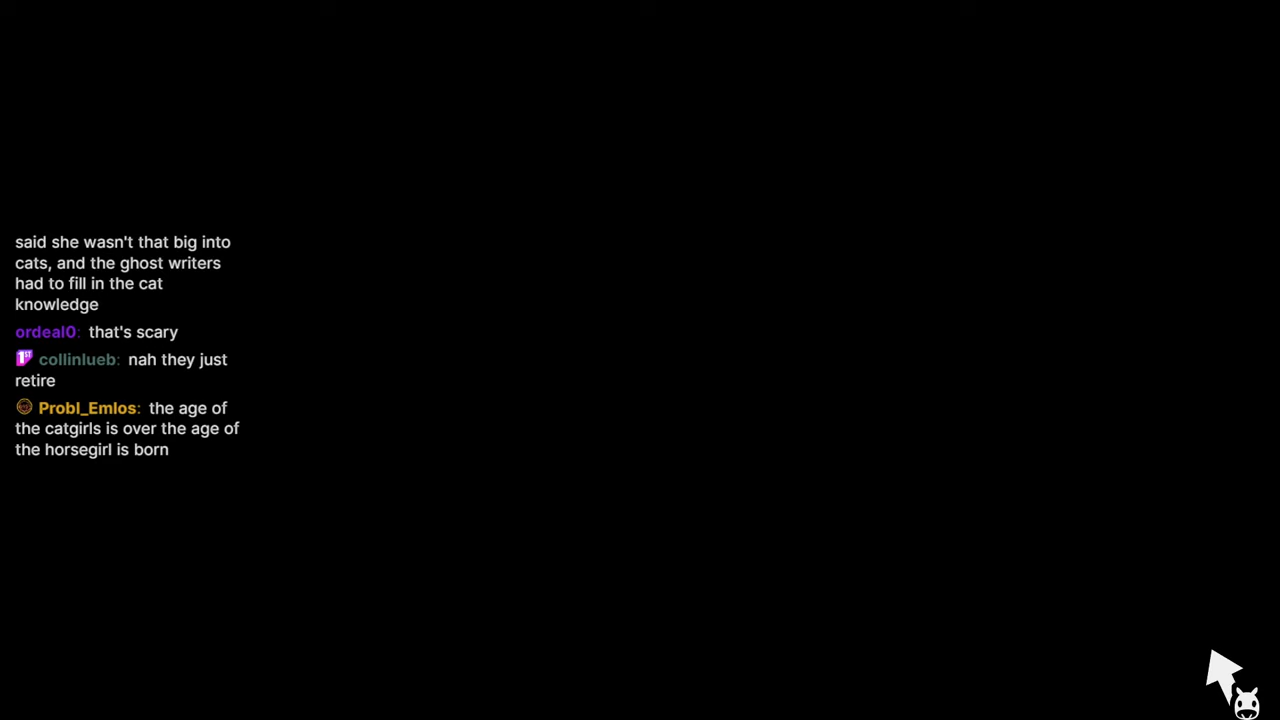 said she wasn't that big into
cats, and the ghost writers
had to fill in the cat
knowledge
ordeal0: that's scary
1ST collinlueb: nah they just
retire
Probl_Emlos: the age of
the catgirls is over the age of
the horsegirl is born